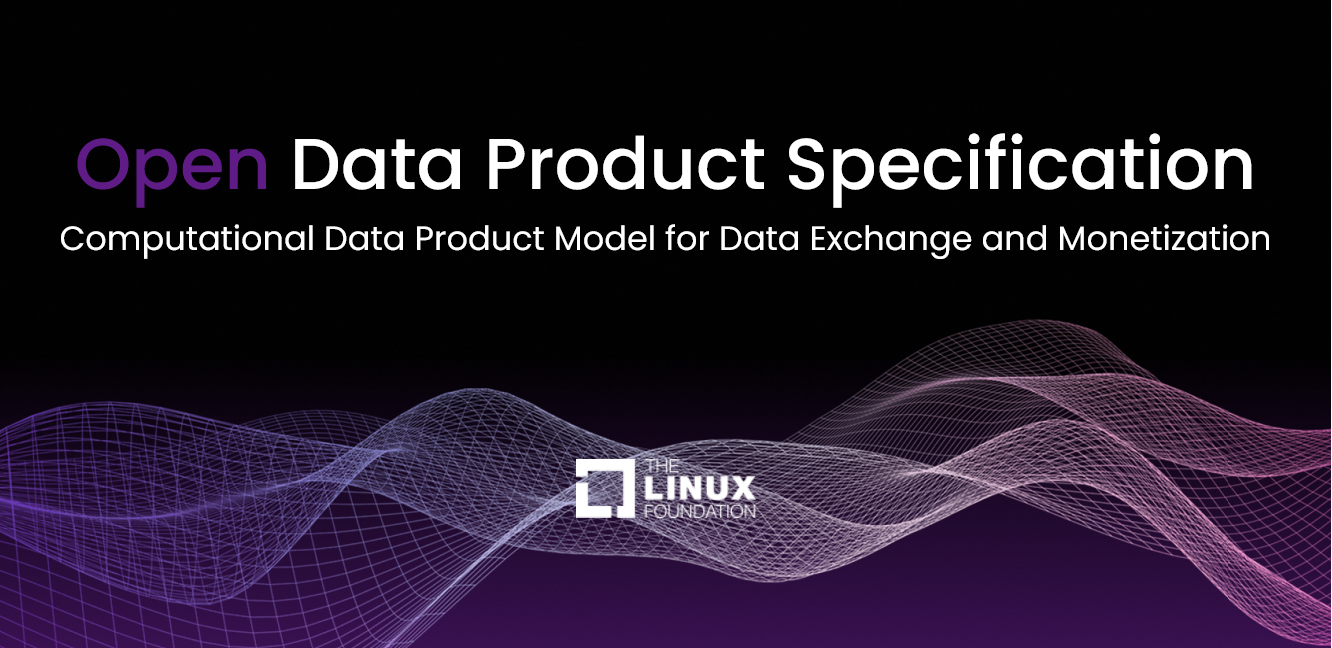 Open Data Product Specification
Computational Data Product Model for Data Exchange and Monetization
THE
LINUX
FOUNDATION